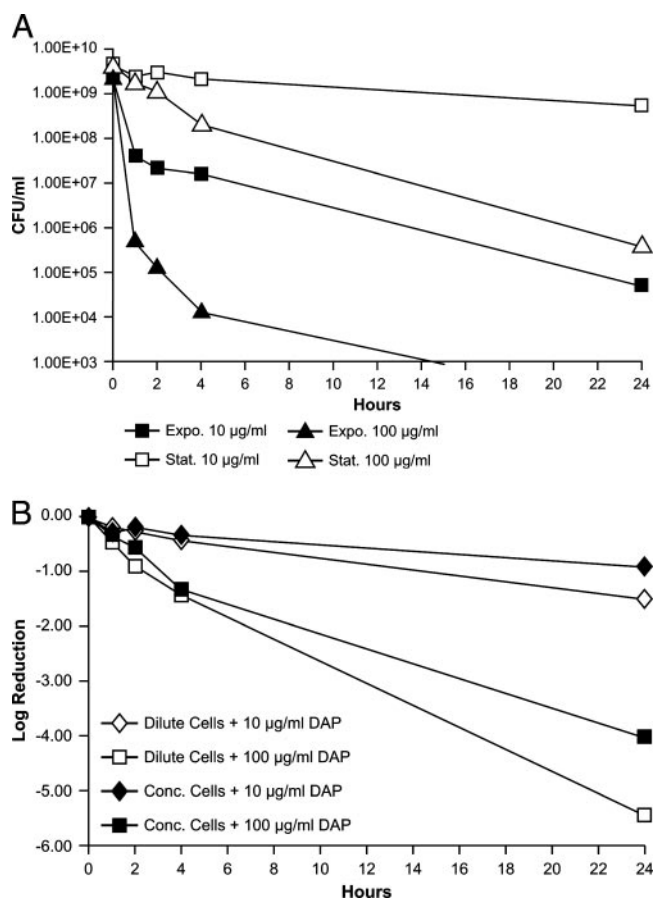 A
1.00E+10
1.00E+09
1.00E+08
1.00E+07
1.00E+06
1.00E+05
1.00E+04
1.00E+03
CFU/ml
0 2 4 6 8 10 12 14 16 18 20 22 24
Hours
Expo. 10 µg/ml Expo. 100 µg/ml
Stat. 10 µg/ml Stat. 100 µg/ml
B
0.00
-1.00
-2.00
-3.00
-4.00
-5.00
-6.00
Log Reduction
Dilute Cells + 10 µg/ml DAP
Dilute Cells + 100 µg/ml DAP
Conc. Cells + 10 µg/ml DAP
Conc. Cells + 100 µg/ml DAP
0 2 4 6 8 10 12 14 16 18 20 22 24
Hours